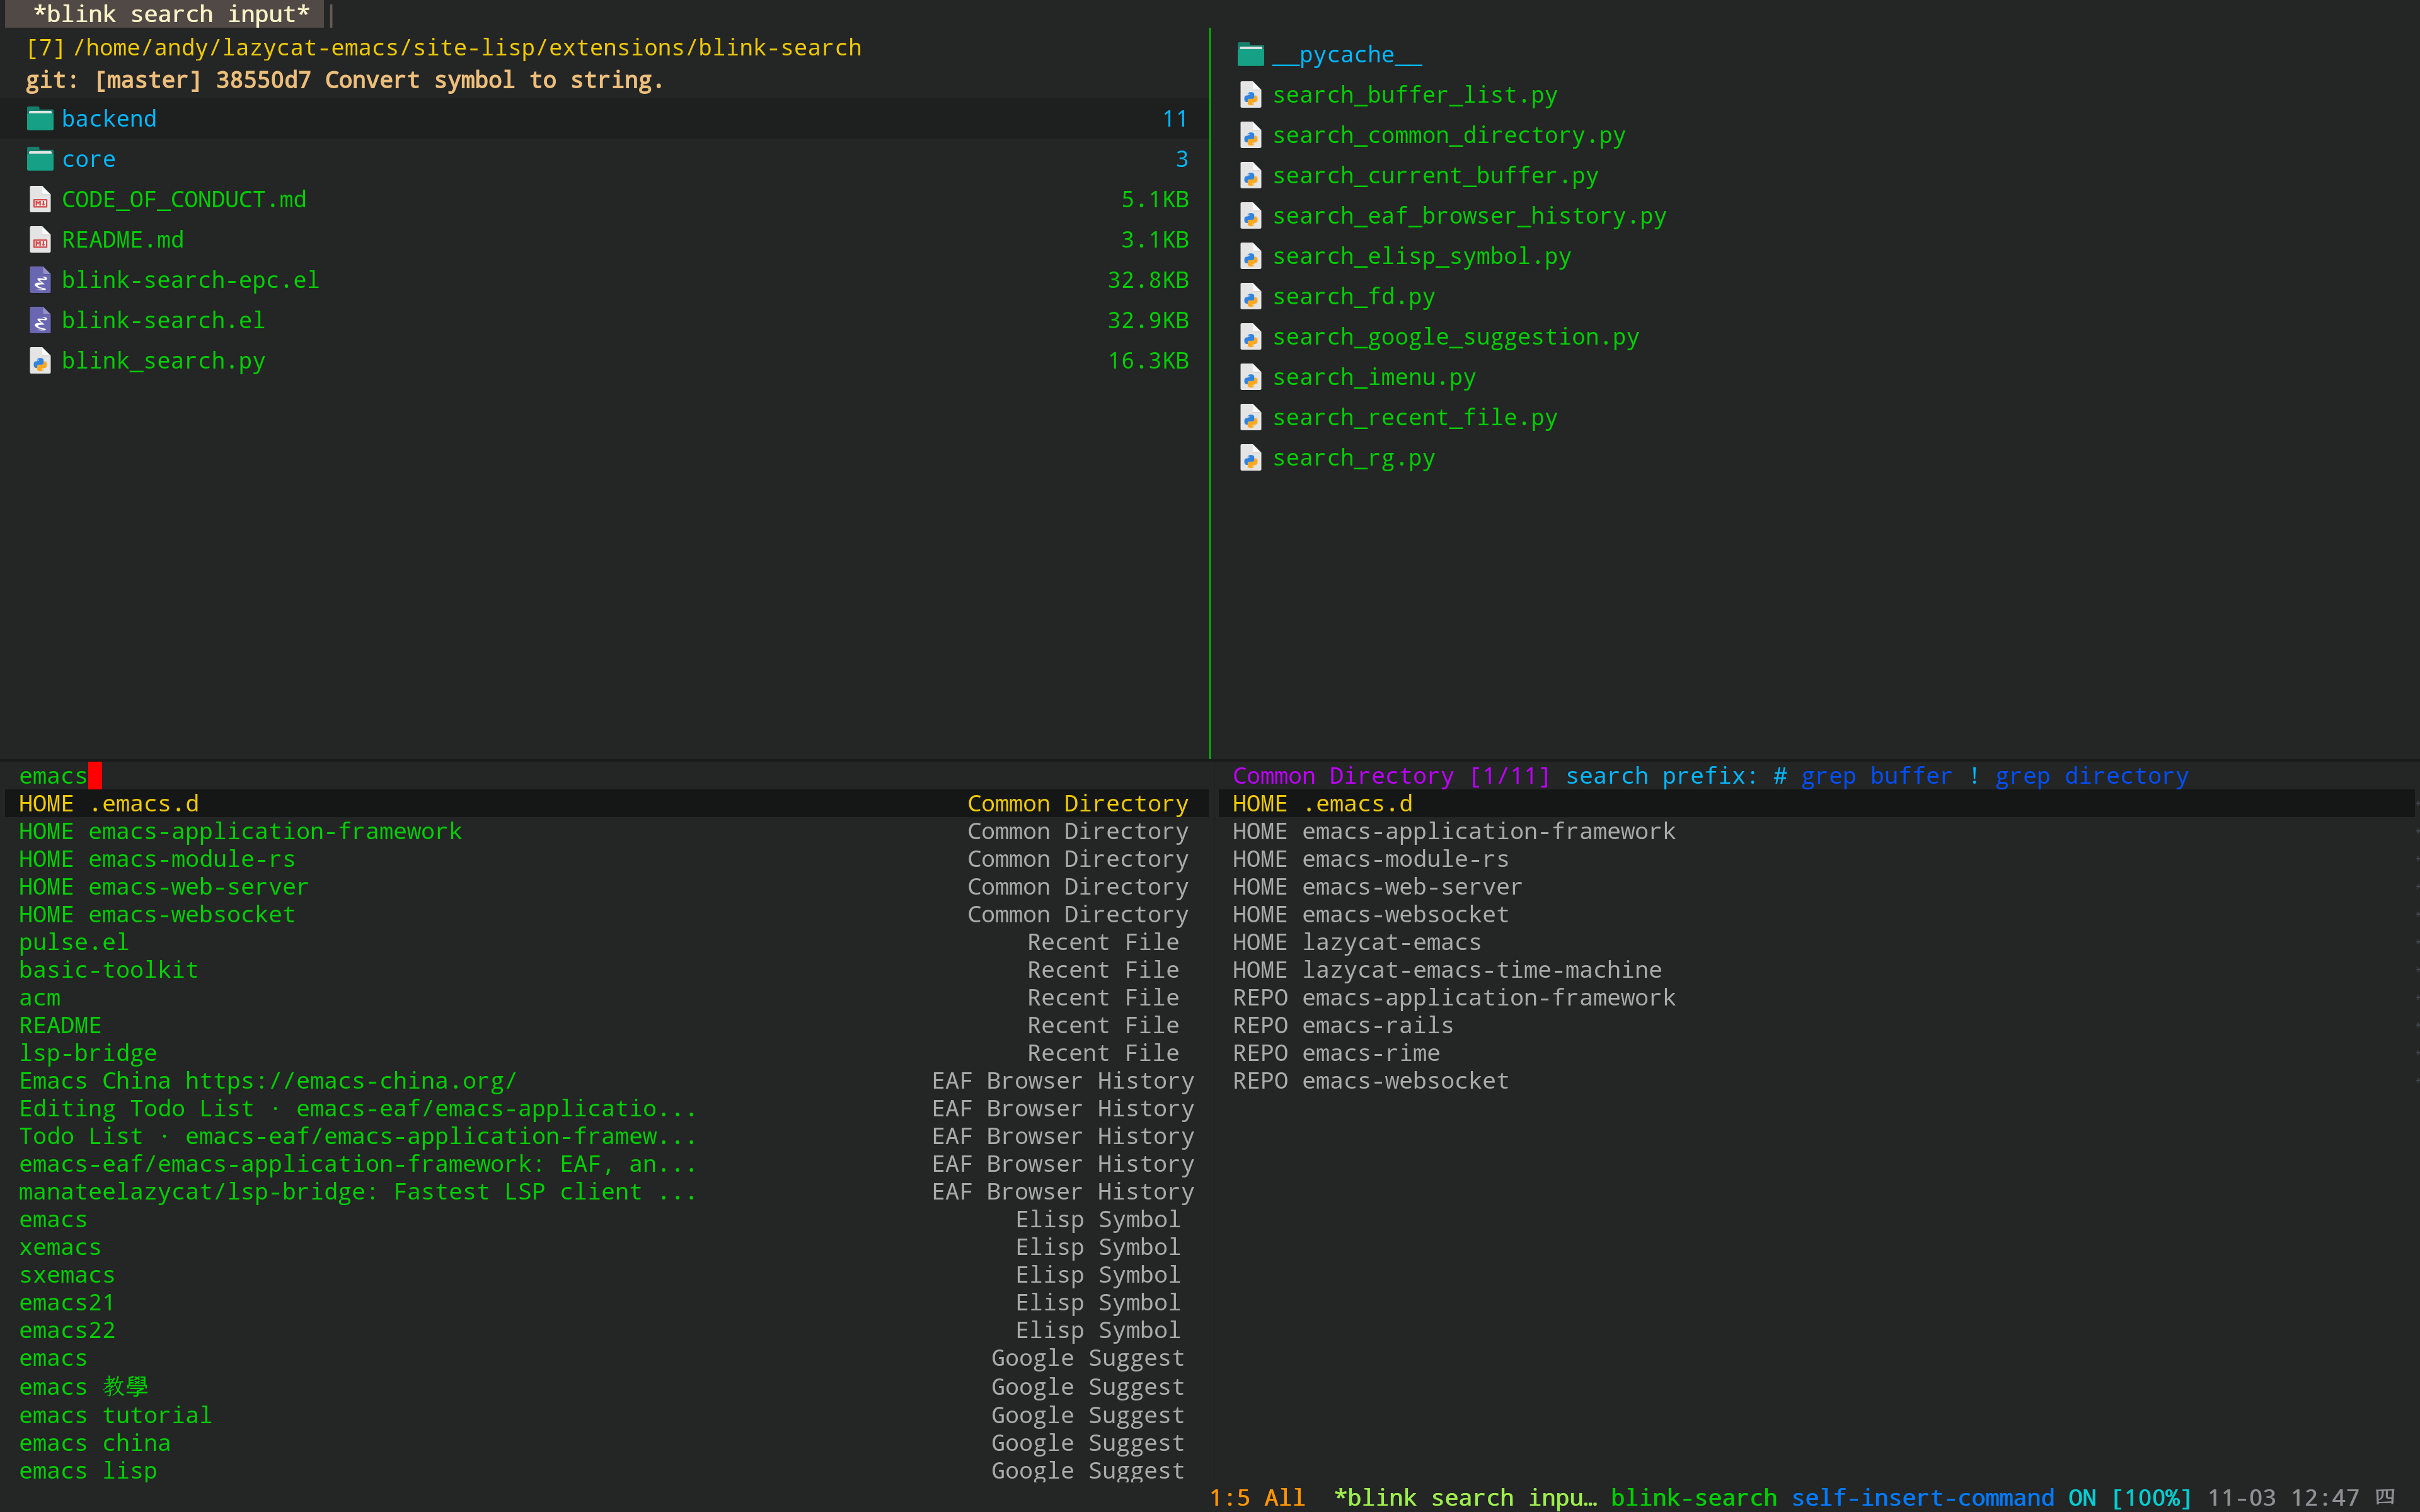 *blink search input*
[7] /home/andy/lazycat-emacs/site-lisp/extensions/blink-search
git: [master] 38550d7 Convert symbol to string.
backend 11
core 3
CODE_OF_CONDUCT.md 5.1KB
README.md 3.1KB
blink-search-epc.el 32.8KB
blink-search.el 32.9KB
blink_search.py 16.3KB
__pycache__
search_buffer_list.py
search_common_directory.py
search_current_buffer.py
search_eaf_browser_history.py
search_elisp_symbol.py
search_fd.py
search_google_suggestion.py
search_imenu.py
search_recent_file.py
search_rg.py
emacs
HOME .emacs.d Common Directory
HOME emacs-application-framework Common Directory
HOME emacs-module-rs Common Directory
HOME emacs-web-server Common Directory
HOME emacs-websocket Common Directory
pulse.el Recent File
basic-toolkit Recent File
acm Recent File
README Recent File
lsp-bridge Recent File
Emacs China https://emacs-china.org/ EAF Browser History
Editing Todo List · emacs-eaf/emacs-applicatio... EAF Browser History
Todo List · emacs-eaf/emacs-application-framew... EAF Browser History
emacs-eaf/emacs-application-framework: EAF, an... EAF Browser History
manateelazycat/lsp-bridge: Fastest LSP client ... EAF Browser History
emacs Elisp Symbol
xemacs Elisp Symbol
sxemacs Elisp Symbol
emacs21 Elisp Symbol
emacs22 Elisp Symbol
emacs Google Suggest
emacs 教學 Google Suggest
emacs tutorial Google Suggest
emacs china Google Suggest
emacs lisp Google Suggest
Common Directory [1/11] search prefix: # grep buffer ! grep directory
HOME .emacs.d
HOME emacs-application-framework
HOME emacs-module-rs
HOME emacs-web-server
HOME emacs-websocket
HOME lazycat-emacs
HOME lazycat-emacs-time-machine
REPO emacs-application-framework
REPO emacs-rails
REPO emacs-rime
REPO emacs-websocket
1:5 All *blink search inpu… blink-search self-insert-command ON [100%] 11-03 12:47 四